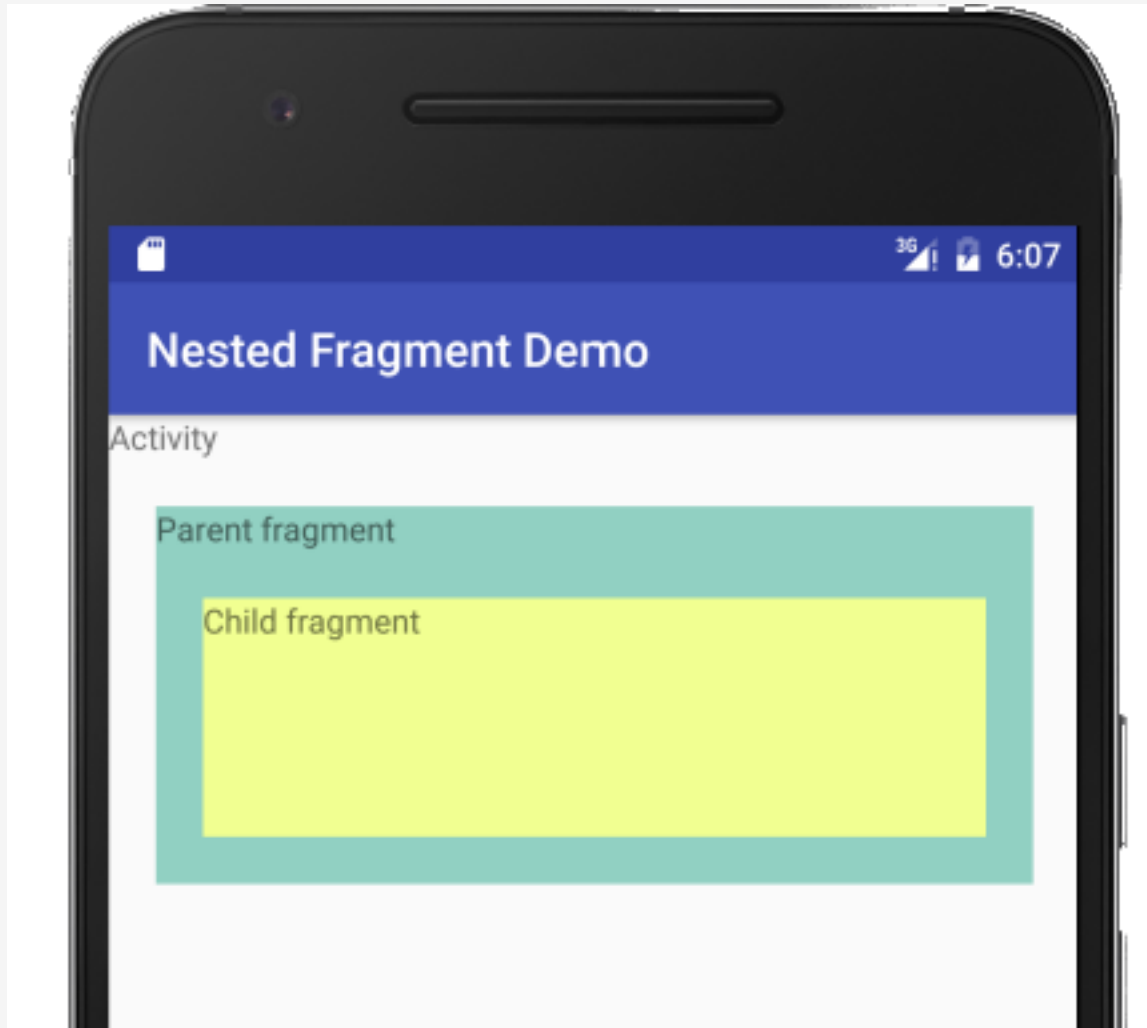 3G 6:07
Nested Fragment Demo
Activity
Parent fragment
Child fragment